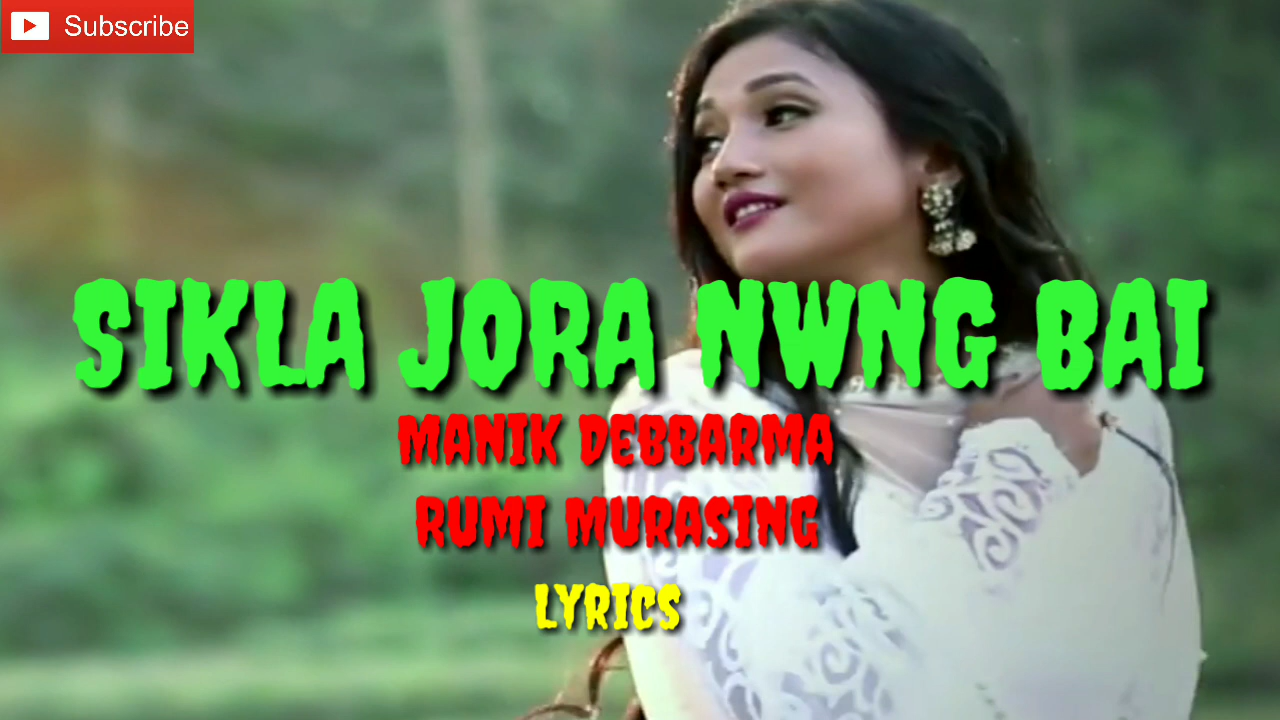 Subscribe
SIKLA JORA NWNG BAI
MANIK DEBBARMA
RUMI MURASING
LYRICS